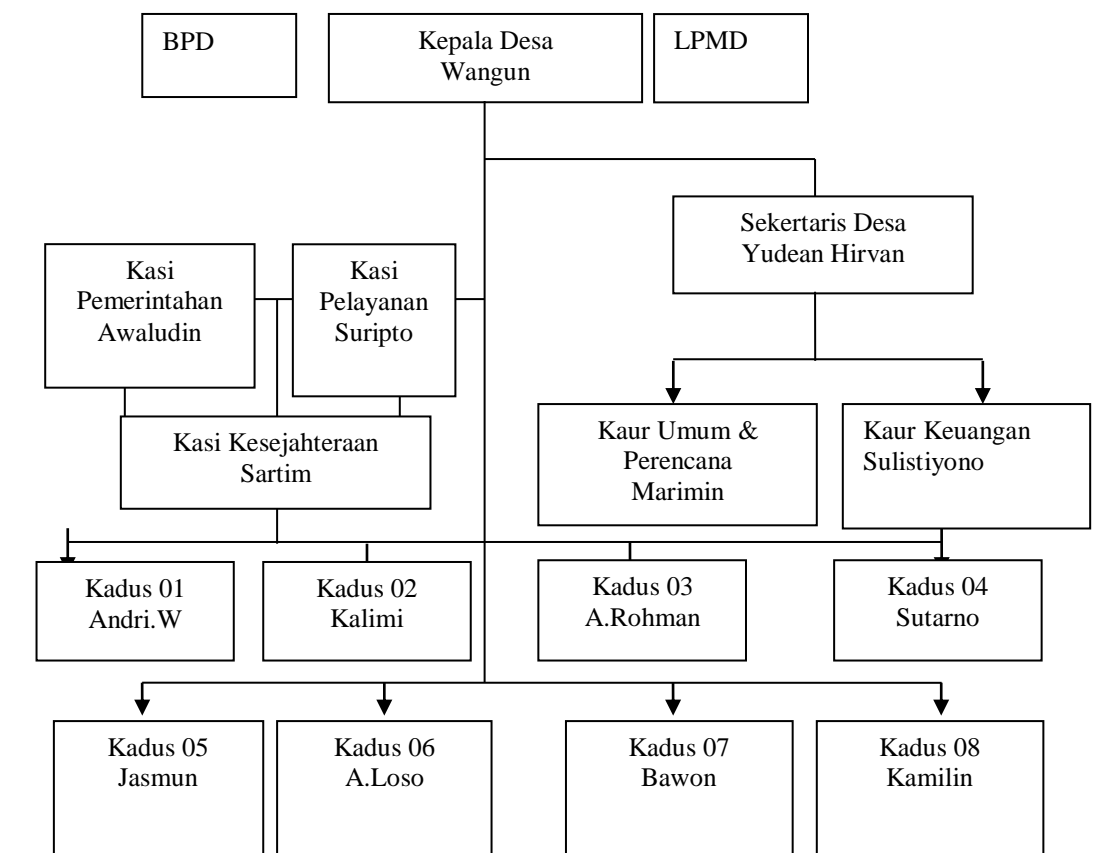 BPD
Kepala Desa
Wangun
LPMD
Sekertaris Desa
Yudean Hirvan
Kasi
Pemerintahan
Awaludin
Kasi
Pelayanan
Suripto
Kasi Kesejahteraan
Sartim
Kaur Umum &
Perencana
Marimin
Kaur Keuangan
Sulistiyono
Kadus 01
Andri.W
Kadus 02
Kalimi
Kadus 03
A.Rohman
Kadus 04
Sutarno
Kadus 05
Jasmun
Kadus 06
A.Loso
Kadus 07
Bawon
Kadus 08
Kamilin